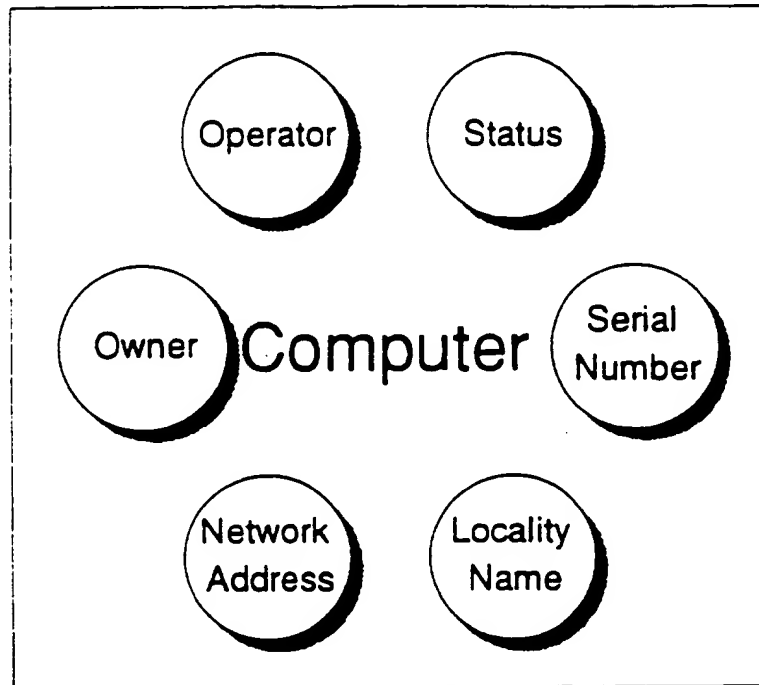 Operator
Status
Owner
Computer
Serial
Number
Network
Address
Locality
Name